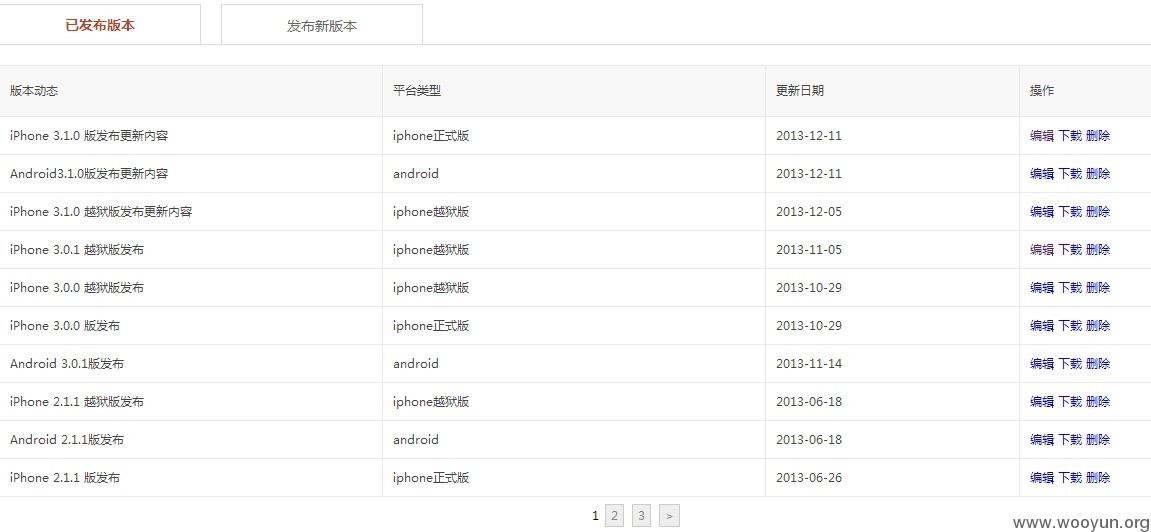 已发布版本 发布新版本
版本动态 平台类型 更新日期 操作
iPhone 3.1.0 版发布更新内容 iphone正式版 2013-12-11 编辑 下载 删除
Android3.1.0版发布更新内容 android 2013-12-11 编辑 下载 删除
iPhone 3.1.0 越狱版发布更新内容 iphone越狱版 2013-12-05 编辑 下载 删除
iPhone 3.0.1 越狱版发布 iphone越狱版 2013-11-05 编辑 下载 删除
iPhone 3.0.0 越狱版发布 iphone越狱版 2013-10-29 编辑 下载 删除
iPhone 3.0.0 版发布 iphone正式版 2013-10-29 编辑 下载 删除
Android 3.0.1版发布 android 2013-11-14 编辑 下载 删除
iPhone 2.1.1 越狱版发布 iphone越狱版 2013-06-18 编辑 下载 删除
Android 2.1.1版发布 android 2013-06-18 编辑 下载 删除
iPhone 2.1.1 版发布 iphone正式版 2013-06-26 编辑 下载 删除
1 2 3 >
www.wooyun.org